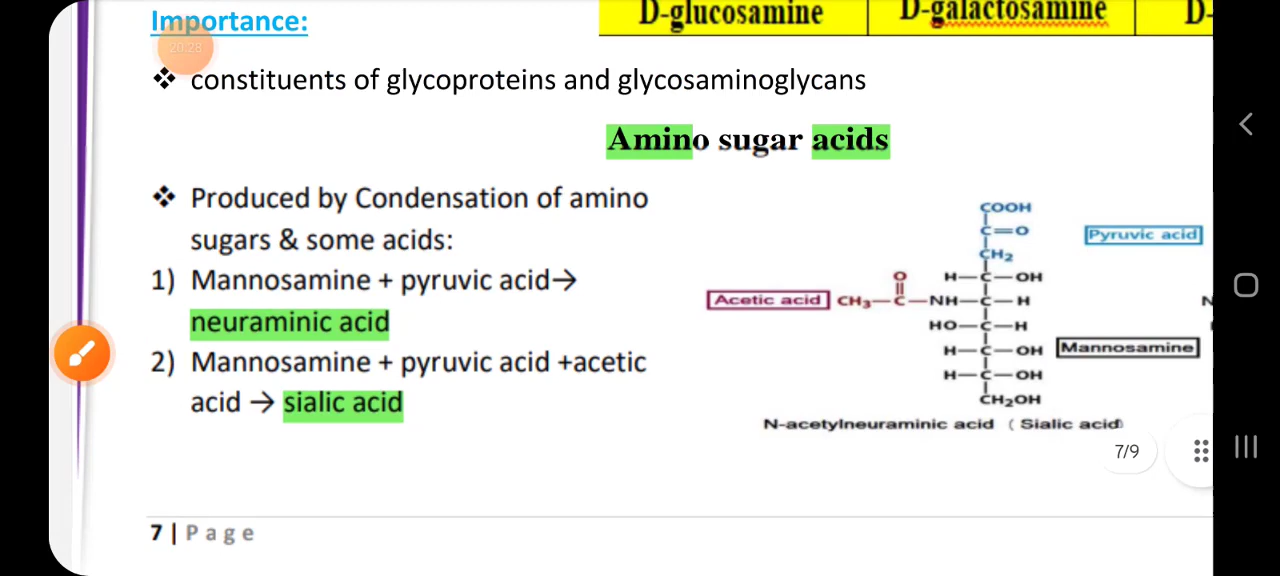 Importance:
D-glucosamine
D-galactosamine
D-
20:28
❖ constituents of glycoproteins and glycosaminoglycans
Amino sugar acids
❖ Produced by Condensation of amino
sugars & some acids:
1) Mannosamine + pyruvic acid→
neuraminic acid
2) Mannosamine + pyruvic acid +acetic
acid → sialic acid
COOH
C=O
Pyruvic acid
CH2
O
H—C—OH
Acetic acid CH3—C—NH—C—H
N
HO—C—H
H—C—OH Mannosamine
H—C—OH
CH2OH
N-acetylneuraminic acid ( Sialic acid)
7/9
7 | Page